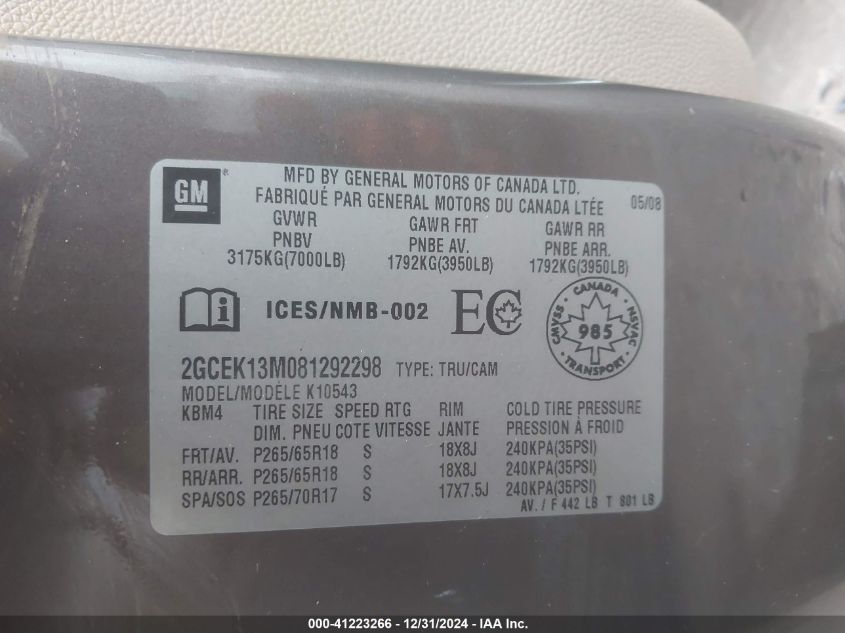 GM
MFD BY GENERAL MOTORS OF CANADA LTD.
FABRIQUÉ PAR GENERAL MOTORS DU CANADA LTÉE 05/08
GVWR GAWR FRT GAWR RR
PNBV PNBE AV. PNBE ARR.
3175KG(7000LB) 1792KG(3950LB) 1792KG(3950LB)
i ICES/NMB-002 EC
CANADA
CMVSS 985 NSVAC
TRANSPORT
2GCEK13M081292298 TYPE: TRU/CAM
MODEL/MODÈLE K10543
KBM4 TIRE SIZE SPEED RTG RIM COLD TIRE PRESSURE
DIM. PNEU COTE VITESSE JANTE PRESSION À FROID
FRT/AV. P265/65R18 S 18X8J 240KPA(35PSI)
RR/ARR. P265/65R18 S 18X8J 240KPA(35PSI)
SPA/SOS P265/70R17 S 17X7.5J 240KPA(35PSI)
AV. / F 442 LB T 801 LB
000-41223266 - 12/31/2024 - IAAI.com